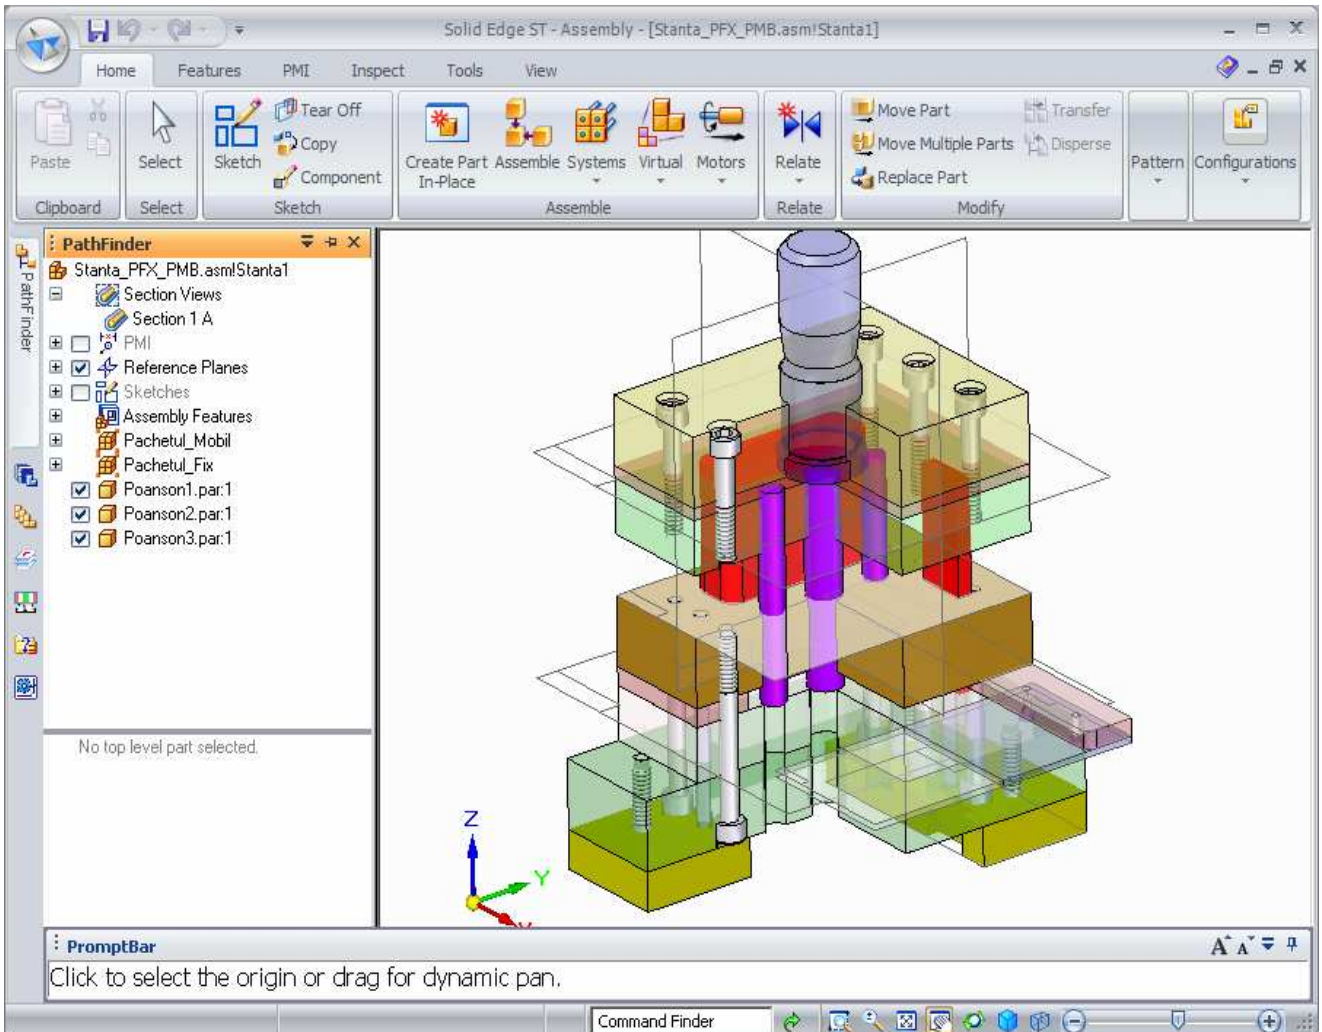 Solid Edge ST - Assembly - [Stanta_PFX_PMB.asm!Stanta1]
Home Features PMI Inspect Tools View
Paste
Clipboard
Select
Select
Sketch
Tear Off
Copy
Component
Sketch
Create Part In-Place
Assemble
Systems
Virtual
Motors
Assemble
Relate
Relate
Move Part
Move Multiple Parts
Replace Part
Transfer
Disperse
Modify
Pattern
Configurations
PathFinder
PathFinder
Stanta_PFX_PMB.asm!Stanta1
Section Views
Section 1 A
PMI
Reference Planes
Sketches
Assembly Features
Pachetul_Mobil
Pachetul_Fix
Poanson1.par:1
Poanson2.par:1
Poanson3.par:1
No top level part selected.
Z
Y
X
PromptBar
A A
Click to select the origin or drag for dynamic pan.
Command Finder